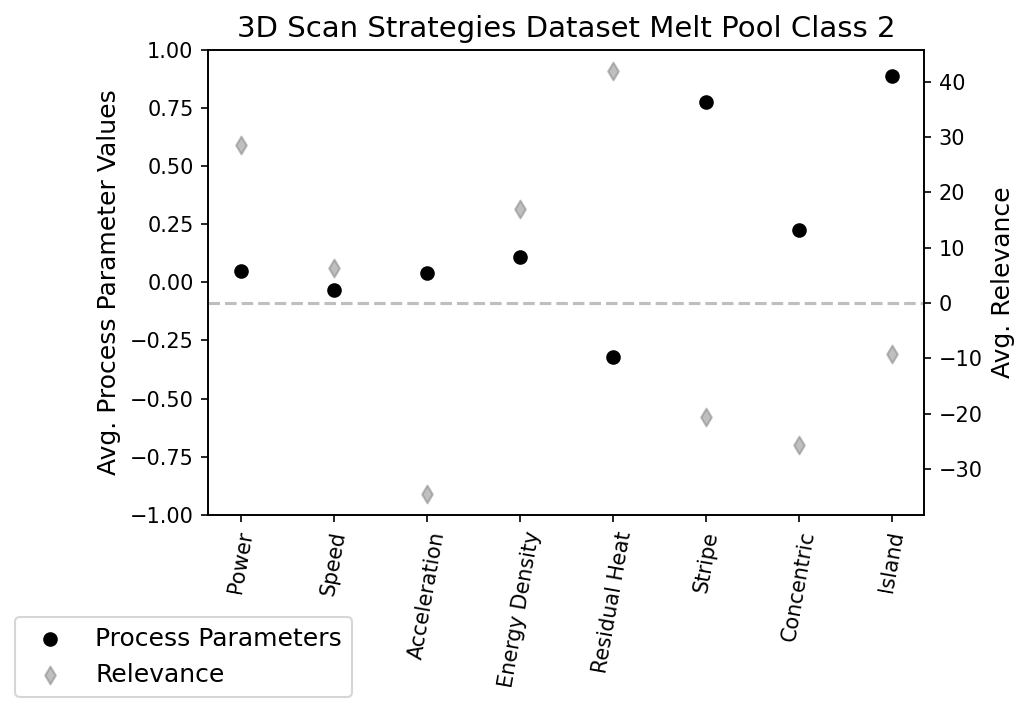 3D Scan Strategies Dataset Melt Pool Class 2
Avg. Process Parameter Values
1.00
0.75
0.50
0.25
0.00
−0.25
−0.50
−0.75
−1.00
40
30
20
10
0
−10
−20
−30
Avg. Relevance
Power
Speed
Acceleration
Energy Density
Residual Heat
Stripe
Concentric
Island
Process Parameters
Relevance